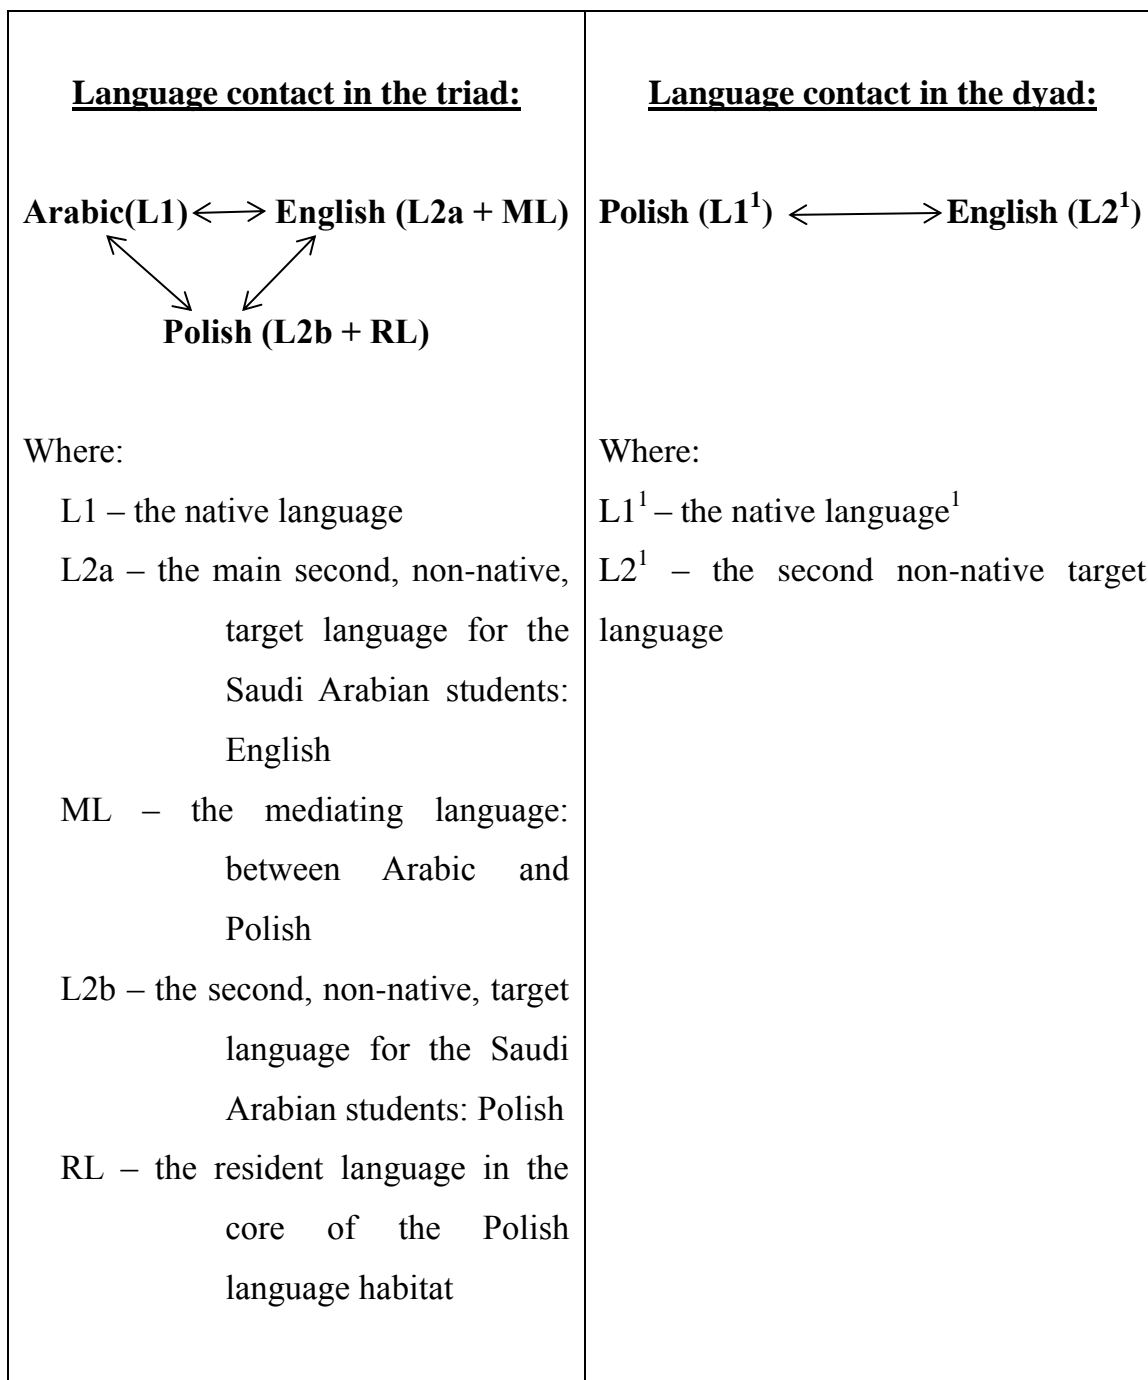 Language contact in the triad:
Arabic(L1) English (L2a + ML)
Polish (L2b + RL)
Where:
L1 – the native language
L2a – the main second, non-native,
target language for the
Saudi Arabian students:
English
ML – the mediating language:
between Arabic and
Polish
L2b – the second, non-native, target
language for the Saudi
Arabian students: Polish
RL – the resident language in the
core of the Polish
language habitat
Language contact in the dyad:
Polish (L1¹) English (L2¹)
Where:
L1¹ – the native language¹
L2¹ – the second non-native target
language